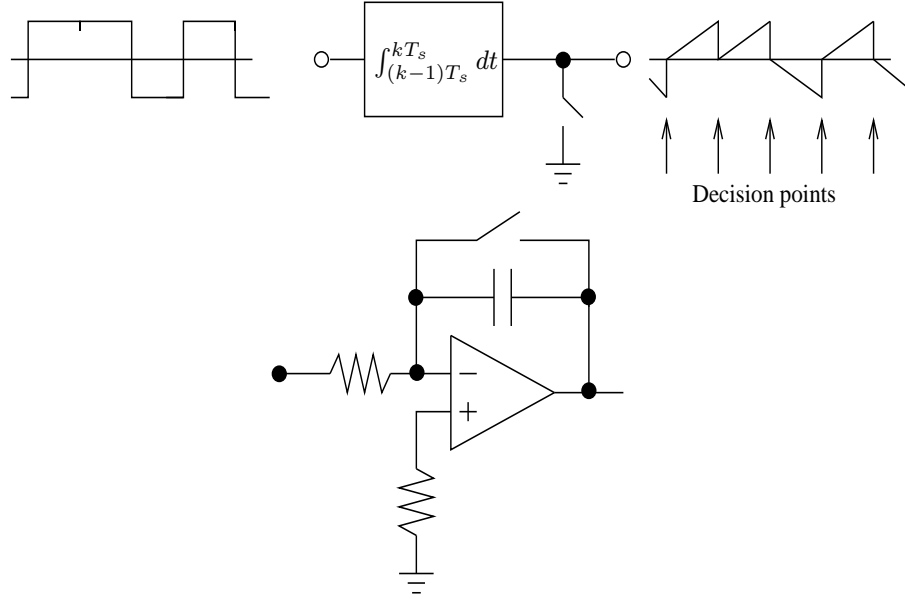 ∫_{(k−1)T_s}^{kT_s} dt
Decision points
−
+